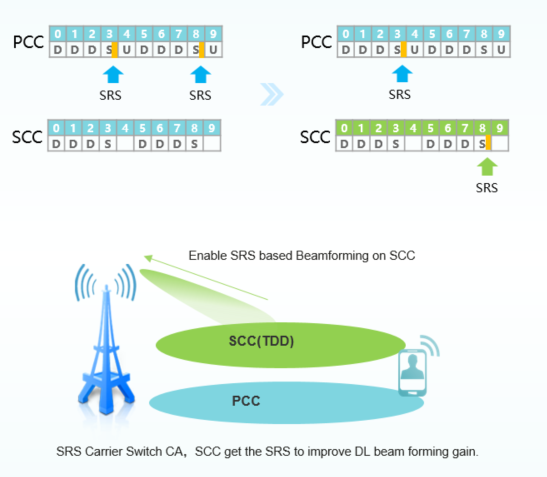 PCC 0 1 2 3 4 5 6 7 8 9
D D D S U D D D S U
SRS SRS
SCC 0 1 2 3 4 5 6 7 8 9
D D D S D D D S
PCC 0 1 2 3 4 5 6 7 8 9
D D D S U D D D S U
SRS
SCC 0 1 2 3 4 5 6 7 8 9
D D D S D D D S
SRS
Enable SRS based Beamforming on SCC
SCC(TDD)
PCC
SRS Carrier Switch CA, SCC get the SRS to improve DL beam forming gain.